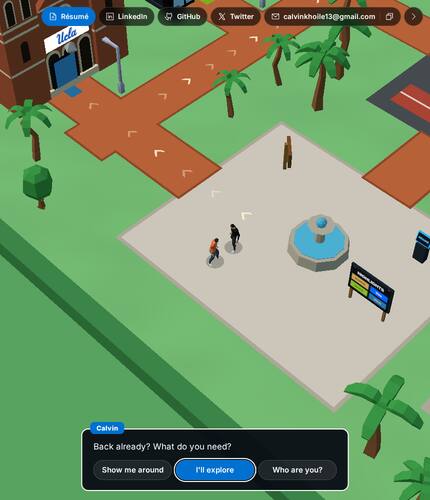 Résumé
LinkedIn
GitHub
Twitter
calvinkhoile13@gmail.com
Ucla
HIGHLIGHTS
Calvin
Back already? What do you need?
Show me around
I'll explore
Who are you?